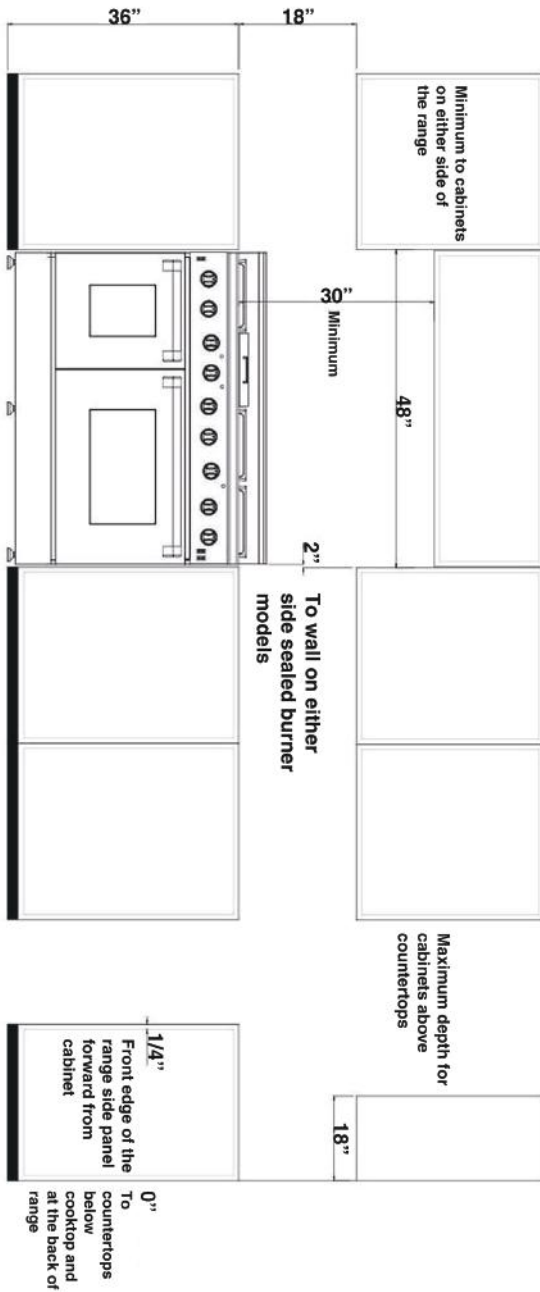 36”
18”
Minimum to cabinets
on either side of
the range
30”
Minimum
48”
2”
To wall on either
side sealed burner
models
Maximum depth for
cabinets above
countertops
18”
1/4”
Front edge of the
range side panel
forward from
cabinet
0”
To
countertops
below
cooktop and
at the back of
range